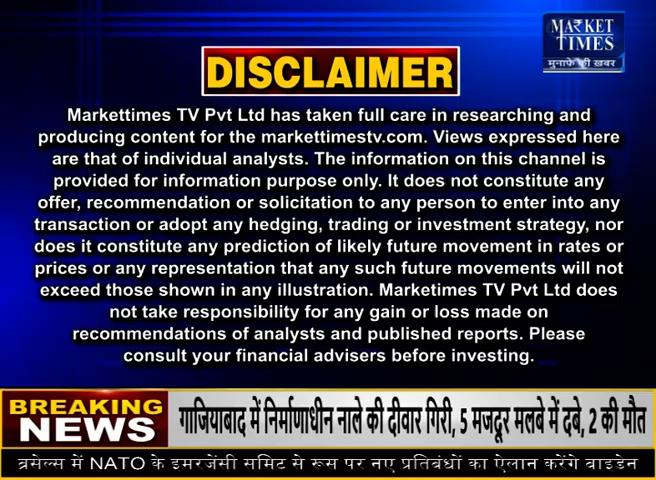 MARKET
TIMES
मुनाफे की ख़बर
DISCLAIMER
Markettimes TV Pvt Ltd has taken full care in researching and
producing content for the markettimestv.com. Views expressed here
are that of individual analysts. The information on this channel is
provided for information purpose only. It does not constitute any
offer, recommendation or solicitation to any person to enter into any
transaction or adopt any hedging, trading or investment strategy, nor
does it constitute any prediction of likely future movement in rates or
prices or any representation that any such future movements will not
exceed those shown in any illustration. Marketimes TV Pvt Ltd does
not take responsibility for any gain or loss made on
recommendations of analysts and published reports. Please
consult your financial advisers before investing.
BREAKING
NEWS
गाजियाबाद में निर्माणाधीन नाले की दीवार गिरी, 5 मजदूर मलबे में दबे, 2 की मौत
ब्रसेल्स में NATO के इमरजेंसी समिट से रूस पर नए प्रतिबंधों का ऐलान करेंगे बाइडेन